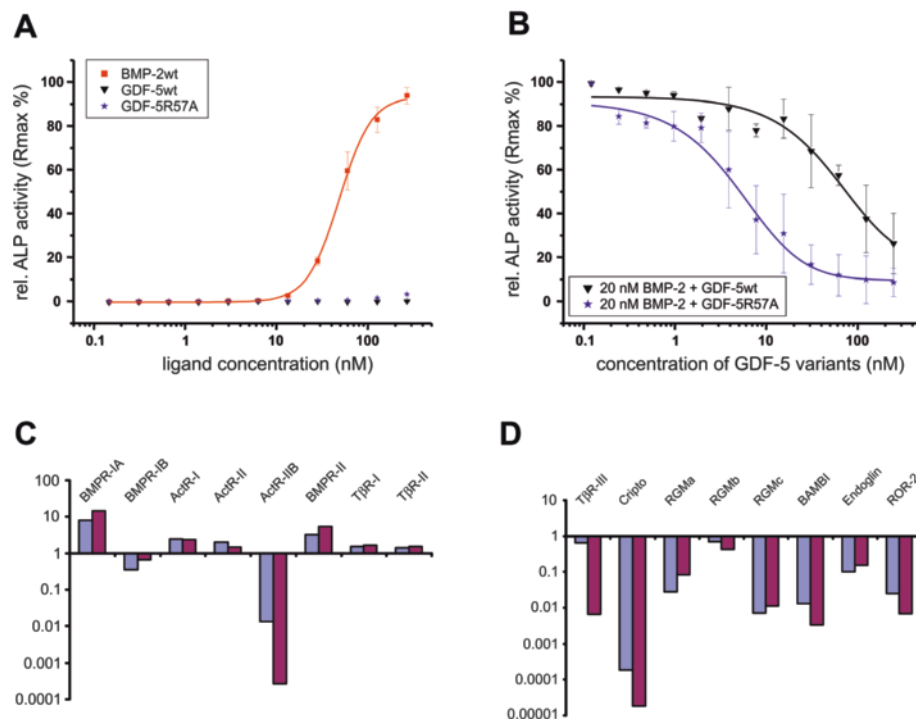 A
BMP-2wt
GDF-5wt
GDF-5R57A
rel. ALP activity (Rmax %)
100
80
60
40
20
0
0.1
1
10
100
ligand concentration (nM)
B
rel. ALP activity (Rmax %)
100
80
60
40
20
0
20 nM BMP-2 + GDF-5wt
20 nM BMP-2 + GDF-5R57A
0.1
1
10
100
concentration of GDF-5 variants (nM)
C
BMPR-IA
BMPR-IB
ActR-I
ActR-II
ActR-IIB
BMPR-II
TβR-I
TβR-II
100
10
1
0.1
0.01
0.001
0.0001
D
TβR-III
Cripto
RGMa
RGMb
RGMc
BAMBI
Endoglin
ROR-2
10
1
0.1
0.01
0.001
0.0001
0.00001